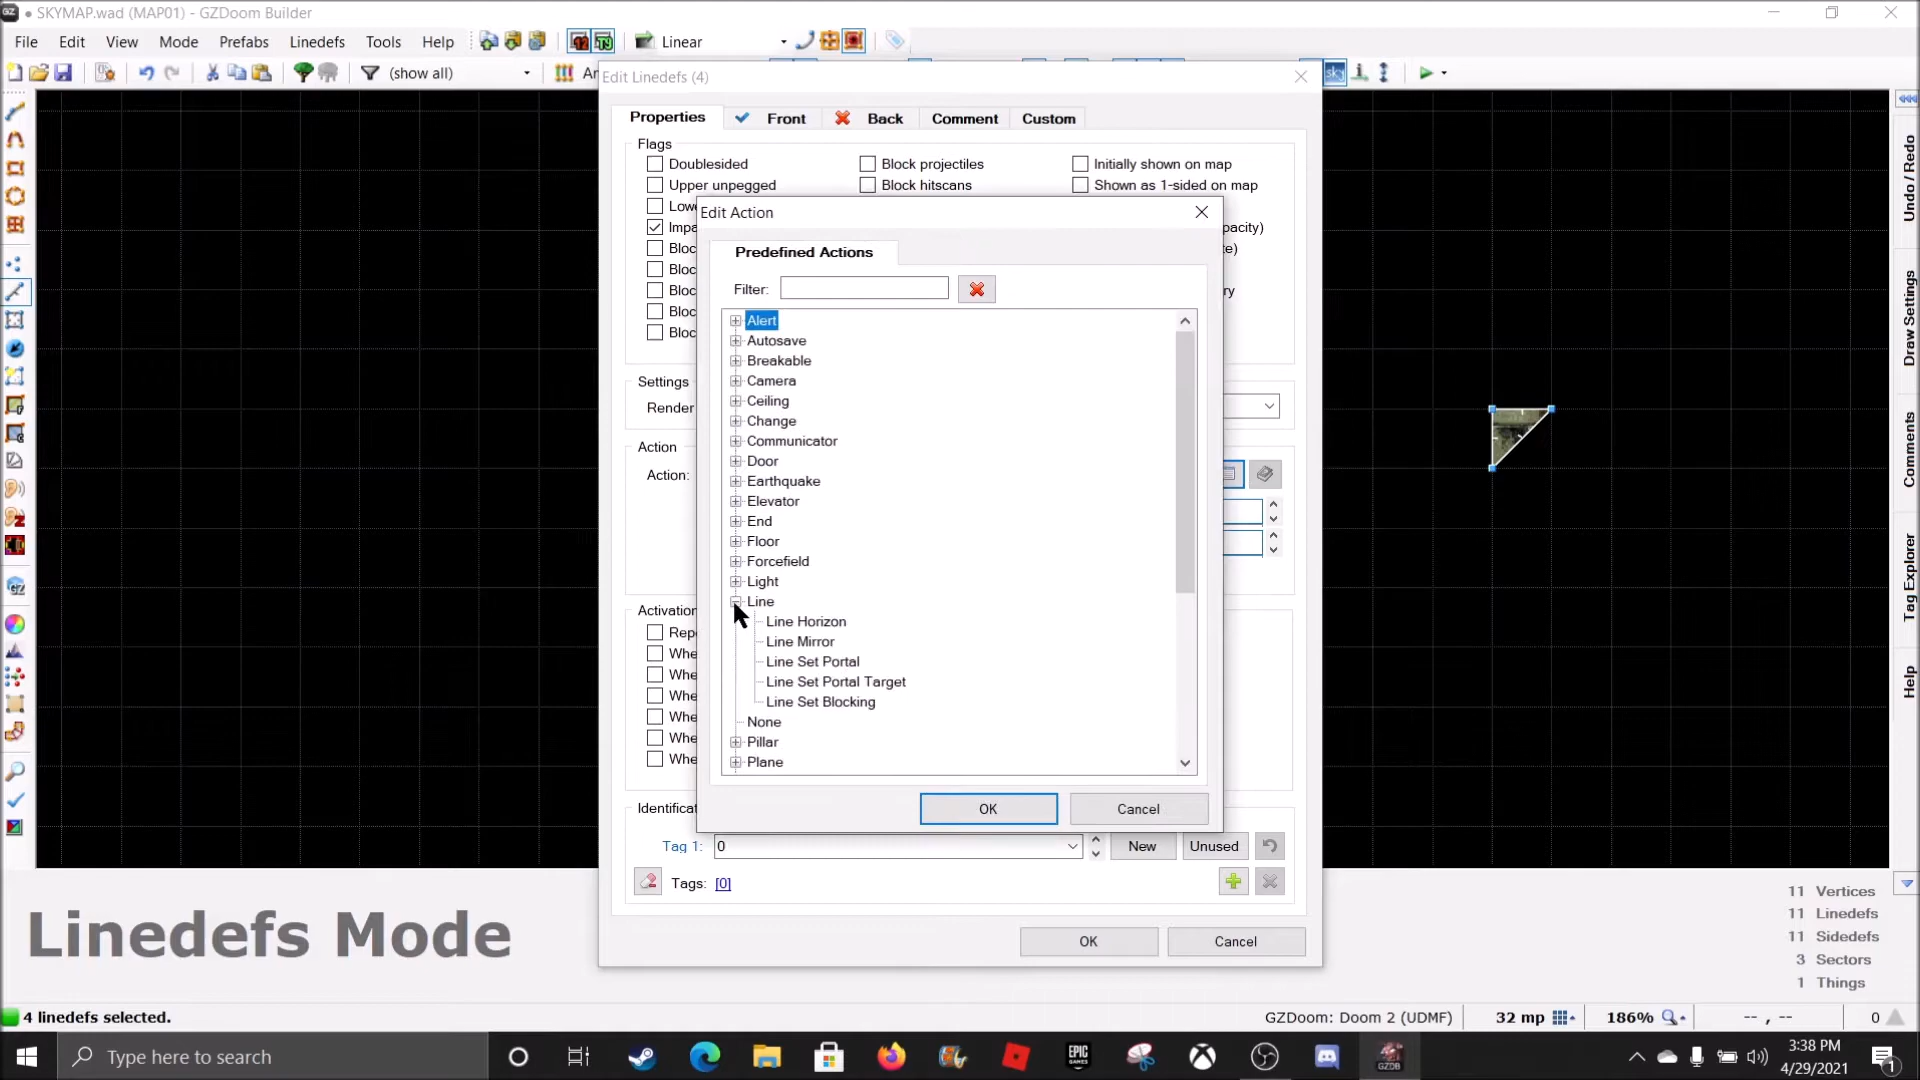 SKYMAP.wad (MAP01) - GZDoom Builder
File Edit View Mode Prefabs Linedefs Tools Help Linear
(show all)
Edit Linedefs (4)
Properties Front Back Comment Custom
Flags
Doublesided Block projectiles Initially shown on map
Upper unpegged Block hitscans Shown as 1-sided on map
Edit Action
Predefined Actions
Filter:
Alert
Autosave
Breakable
Camera
Ceiling
Change
Communicator
Door
Earthquake
Elevator
End
Floor
Forcefield
Light
Line
Line Horizon
Line Mirror
Line Set Portal
Line Set Portal Target
Line Set Blocking
None
Pillar
Plane
OK Cancel
Settings
Render
Action
Action:
Tag 1: 0 New Unused
Tags: [0]
OK Cancel
Undo / Redo
Draw Settings
Comments
Tag Explorer
Help
Linedefs Mode
11 Vertices
11 Linedefs
11 Sidedefs
3 Sectors
1 Things
4 linedefs selected.
GZDoom: Doom 2 (UDMF) 32 mp 186% -- , -- 0
Type here to search
EPIC GAMES
GZDB
3:38 PM
4/29/2021
1